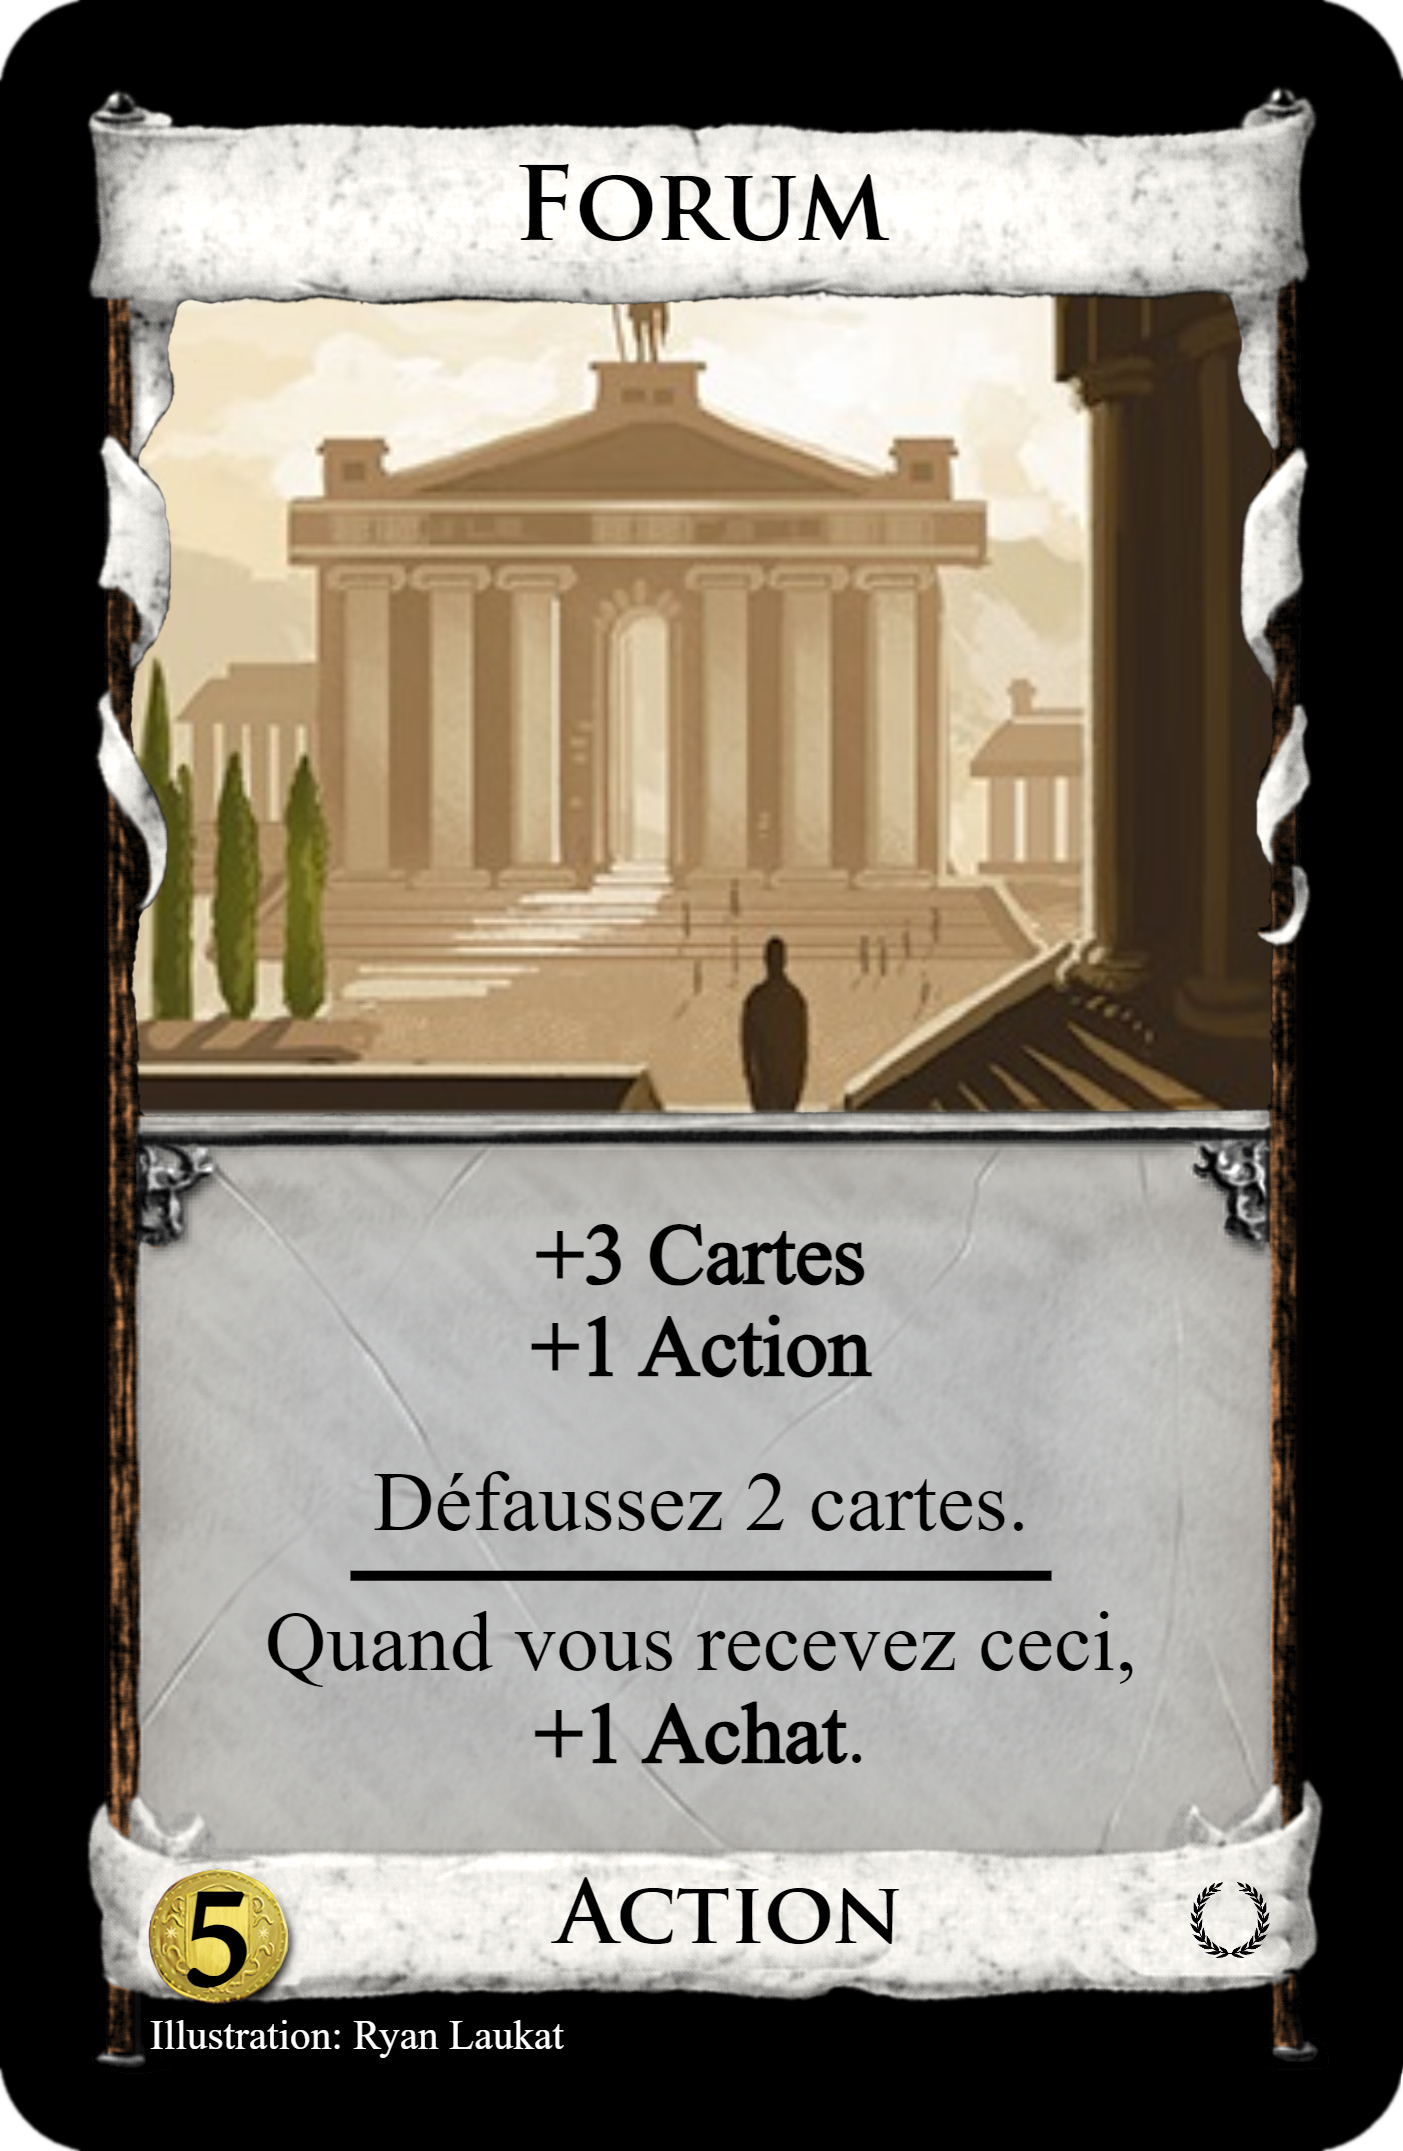 Forum
+3 Cartes
+1 Action
Défaussez 2 cartes.
Quand vous recevez ceci,
+1 Achat.
5
Action
Illustration: Ryan Laukat